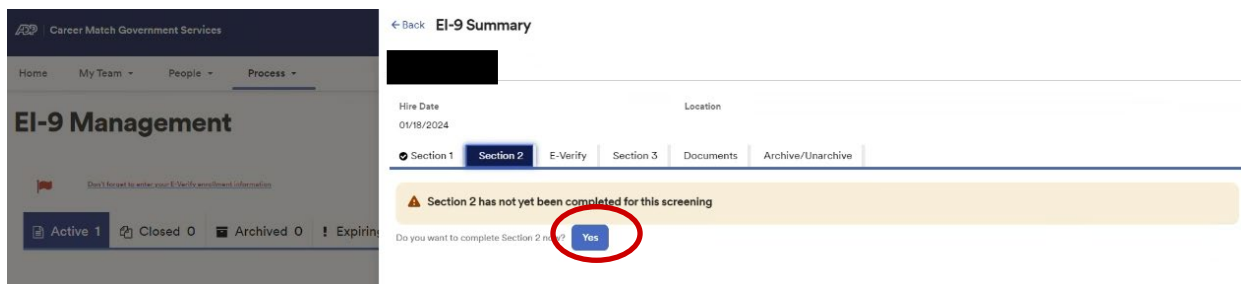 ADP Career Match Government Services
Home My Team People Process
EI-9 Management
Don't forget to enter your E-Verify enrollment information
Active 1 Closed 0 Archived 0 ! Expiring
Back EI-9 Summary
Hire Date Location
01/18/2024
Section 1 Section 2 E-Verify Section 3 Documents Archive/Unarchive
Section 2 has not yet been completed for this screening
Do you want to complete Section 2 now? Yes